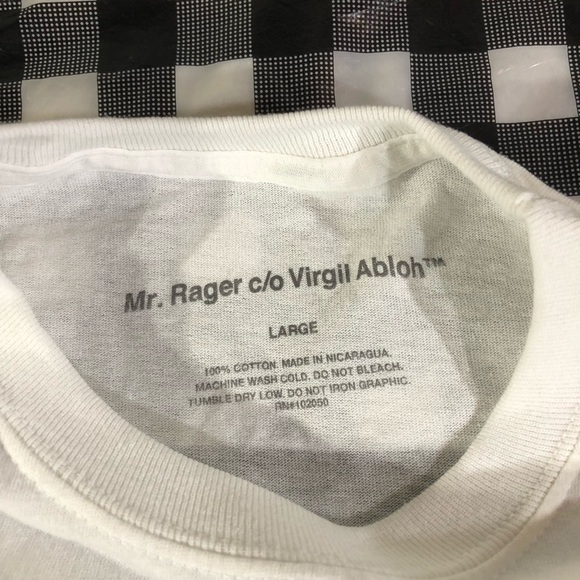 Mr. Rager c/o Virgil Abloh™
LARGE
100% COTTON. MADE IN NICARAGUA.
MACHINE WASH COLD. DO NOT BLEACH.
TUMBLE DRY LOW. DO NOT IRON GRAPHIC.
RN#102050